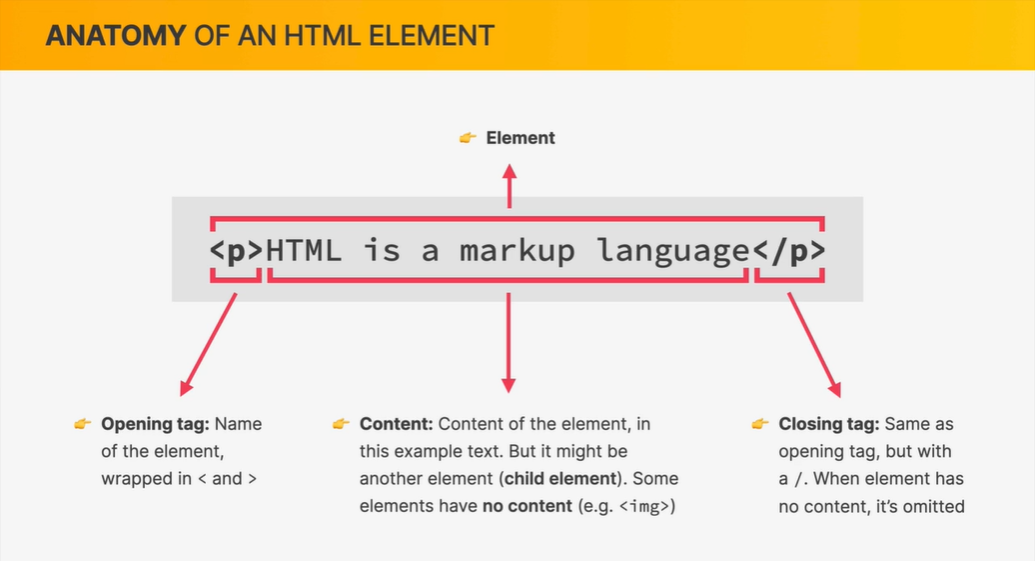 ANATOMY OF AN HTML ELEMENT
👉 Element
<p>HTML is a markup language</p>
👉 Opening tag: Name
of the element,
wrapped in < and >
👉 Content: Content of the element, in
this example text. But it might be
another element (child element). Some
elements have no content (e.g. <img>)
👉 Closing tag: Same as
opening tag, but with
a /. When element has
no content, it’s omitted